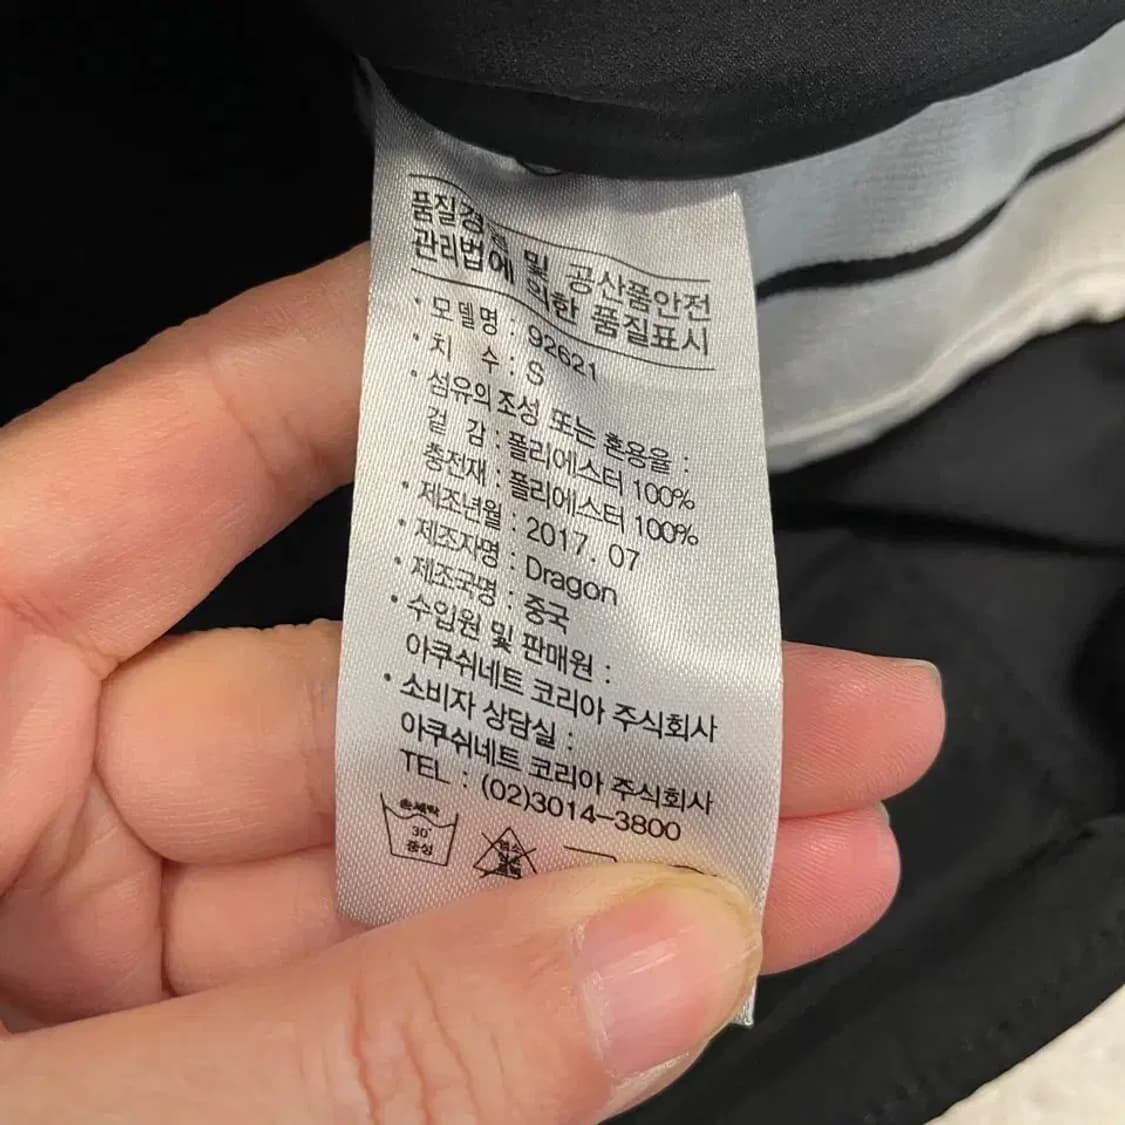 품질경영 및 공산품안전
관리법에 의한 품질표시
• 모델명 : 92621
• 치 수 : S
• 섬유의 조성 또는 혼용율 :
겉 감 : 폴리에스터 100%
충전재 : 폴리에스터 100%
• 제조년월 : 2017. 07
• 제조자명 : Dragon
• 제조국명 : 중국
• 수입원 및 판매원 :
아쿠쉬네트 코리아 주식회사
• 소비자 상담실 :
아쿠쉬네트 코리아 주식회사
TEL : (02)3014-3800
손세탁
30°
중성
염소